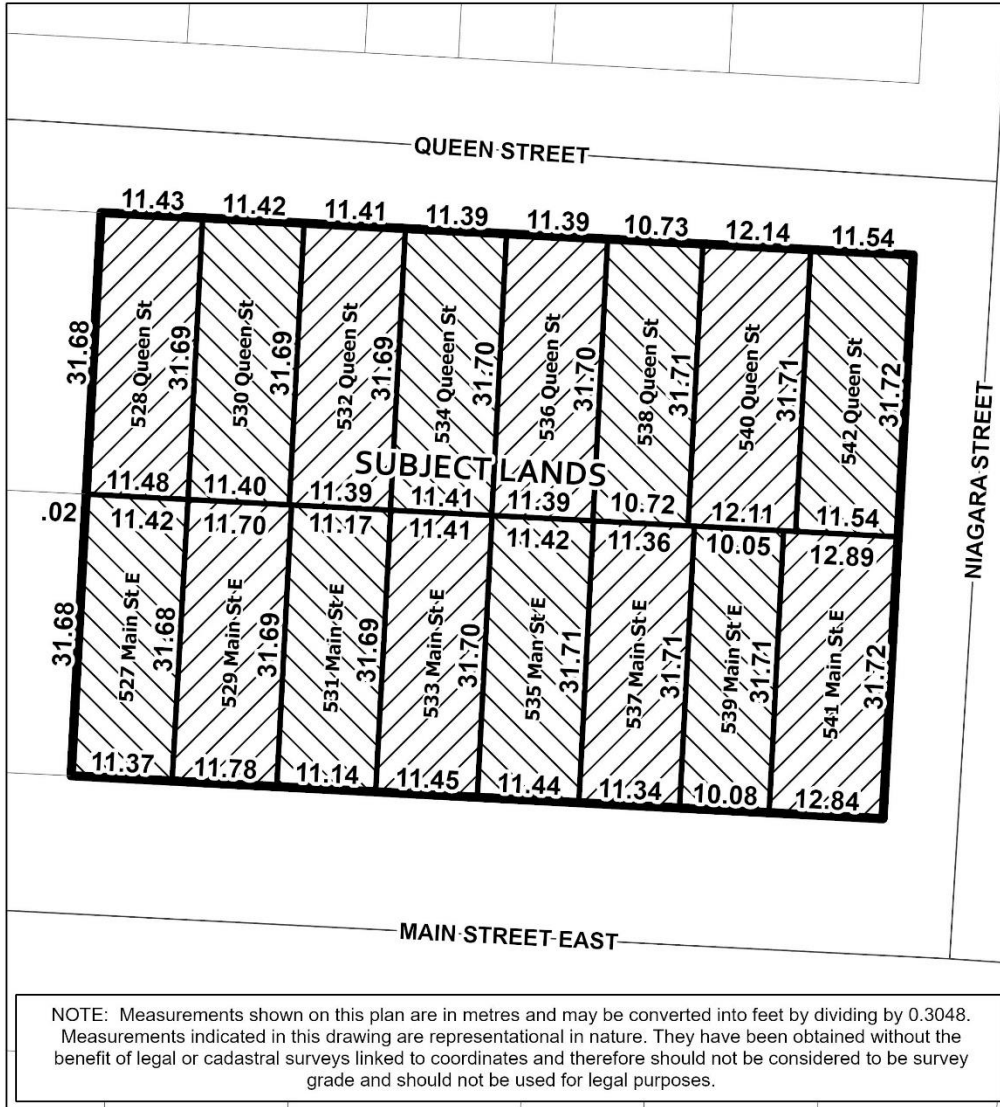 QUEEN STREET
11.43 11.42 11.41 11.39 11.39 10.73 12.14 11.54
31.68
528 Queen St
31.69
530 Queen St
31.69
532 Queen St
31.69
534 Queen St
31.70
536 Queen St
31.70
538 Queen St
31.71
540 Queen St
31.71
542 Queen St
31.72
NIAGARA STREET
SUBJECT LANDS
11.48 11.40 11.39 11.41 11.39 10.72 12.11 11.54
.02
11.42 11.70 11.17 11.41 11.42 11.36 10.05 12.89
31.68
527 Main St E
31.68
529 Main St E
31.69
531 Main St E
31.69
533 Main St E
31.70
535 Man St E
31.71
537 Main St E
31.71
539 Main St E
31.71
541 Main St E
31.72
11.37 11.78 11.14 11.45 11.44 11.34 10.08 12.84
MAIN STREET EAST
NOTE: Measurements shown on this plan are in metres and may be converted into feet by dividing by 0.3048.
Measurements indicated in this drawing are representational in nature. They have been obtained without the
benefit of legal or cadastral surveys linked to coordinates and therefore should not be considered to be survey
grade and should not be used for legal purposes.